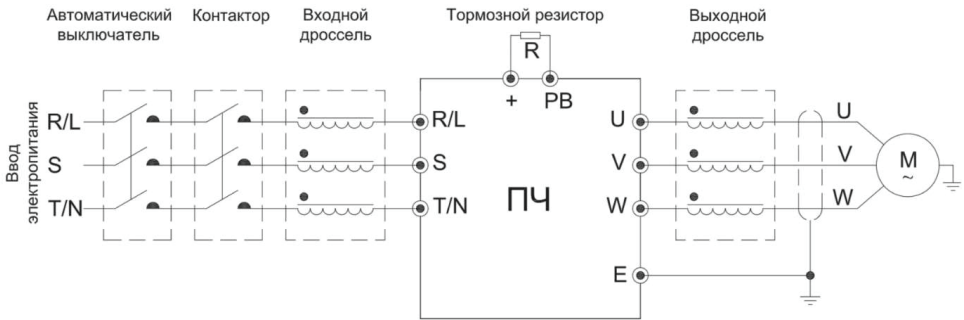 Автоматический
выключатель
Контактор
Входной
дроссель
Тормозной резистор
Выходной
дроссель
R
+ PB
Ввод
электропитания
R/L
S
T/N
R/L
S
T/N
ПЧ
U
V
W
E
U
V
W
M
~